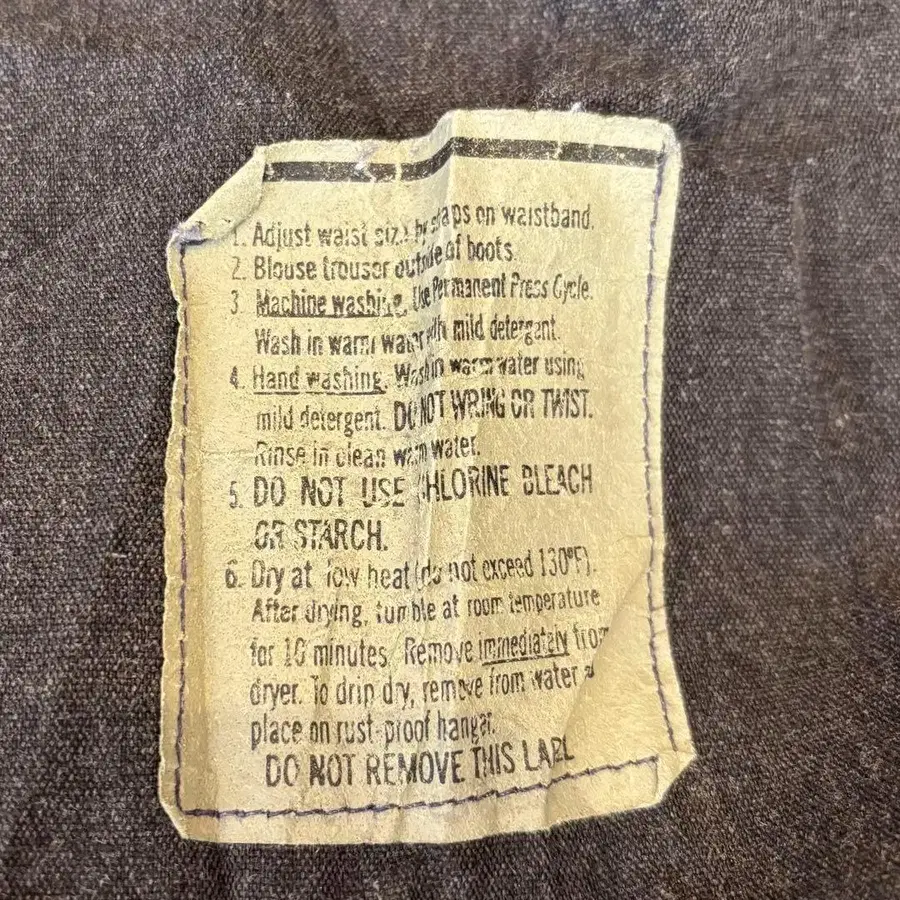 1. Adjust waist size by straps on waistband.
2. Blouse trouser outside of boots.
3. Machine washing. Use Permanent Press Cycle.
Wash in warm water with mild detergent.
4. Hand washing. Wash in warm water using
mild detergent. DO NOT WRING OR TWIST.
Rinse in clean warm water.
5. DO NOT USE CHLORINE BLEACH
OR STARCH.
6. Dry at low heat (do not exceed 130°F).
After drying, tumble at room temperature
for 10 minutes. Remove immediately from
dryer. To drip dry, remove from water
place on rust-proof hanger.
DO NOT REMOVE THIS LABEL